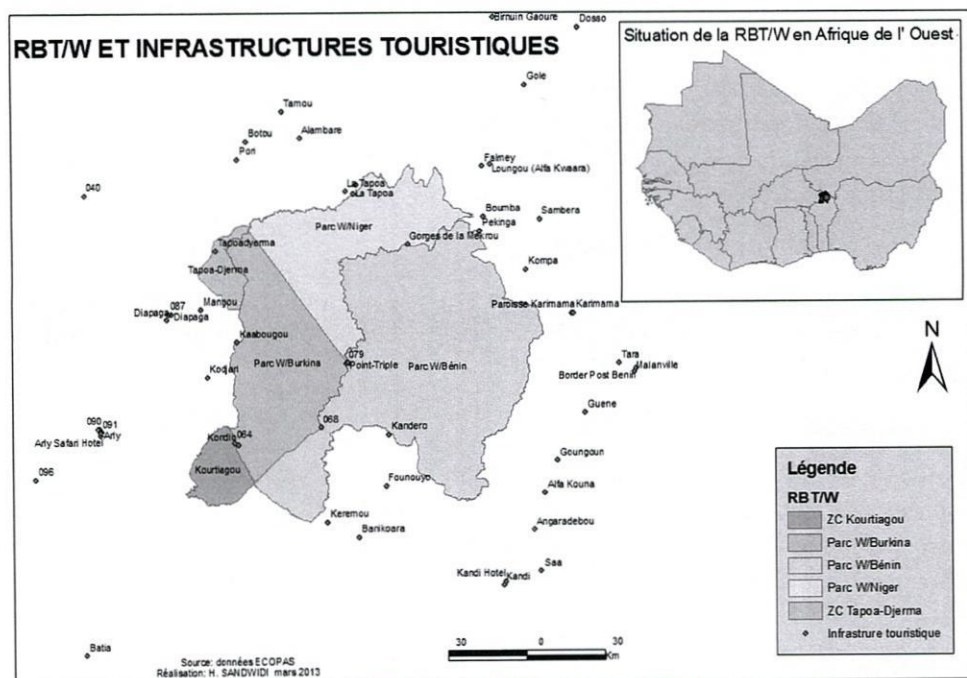 RBT/W ET INFRASTRUCTURES TOURISTIQUES
Birnuin Gaoure
Dosso
Situation de la RBT/W en Afrique de l' Ouest
Gole
Tamou
Botou
Alambare
Pori
Falmey
Loungou (Alfa Kwaara)
040
La Tapoa
La Tapoa
Boumba
Sambera
Pekinga
Parc W/Niger
Gorges de la Mekrou
Tapoadyerma
Tapoa-Djerma
Kompa
Mangou
087
Diapaga
Diapaga
Paroisse Karimama
Karimama
Kaabougou
079
Point-Triple
Parc W/Burkina
Parc W/Bénin
Tara
Malanville
Border Post Benin
Kodjari
N
Guene
068
090
091
Arly
Arly Safari Hotel
Kordio
064
Kandero
Goungoun
Kourtiagou
096
Founouyo
Alfa Kouna
Keremou
Banikoara
Angaradebou
Saa
Kandi Hotel
Kandi
Batia
Légende
RBT/W
ZC Kourtiagou
Parc W/Burkina
Parc W/Bénin
Parc W/Niger
ZC Tapoa-Djerma
Infrastrure touristique
30 0 30
Km
Source: données ECOPAS
Réalisation: H. SANDWIDI mars 2013